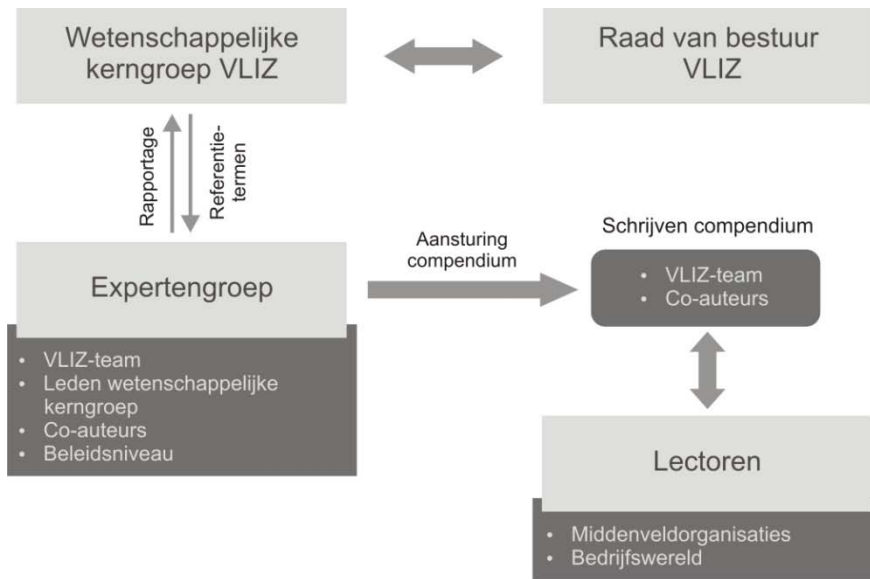 Wetenschappelijke
kerngroep VLIZ
Raad van bestuur
VLIZ
Rapportage
Referentie-
termen
Expertengroep
• VLIZ-team
• Leden wetenschappelijke
kerngroep
• Co-auteurs
• Beleidsniveau
Aansturing
compendium
Schrijven compendium
• VLIZ-team
• Co-auteurs
Lectoren
• Middenveldorganisaties
• Bedrijfswereld